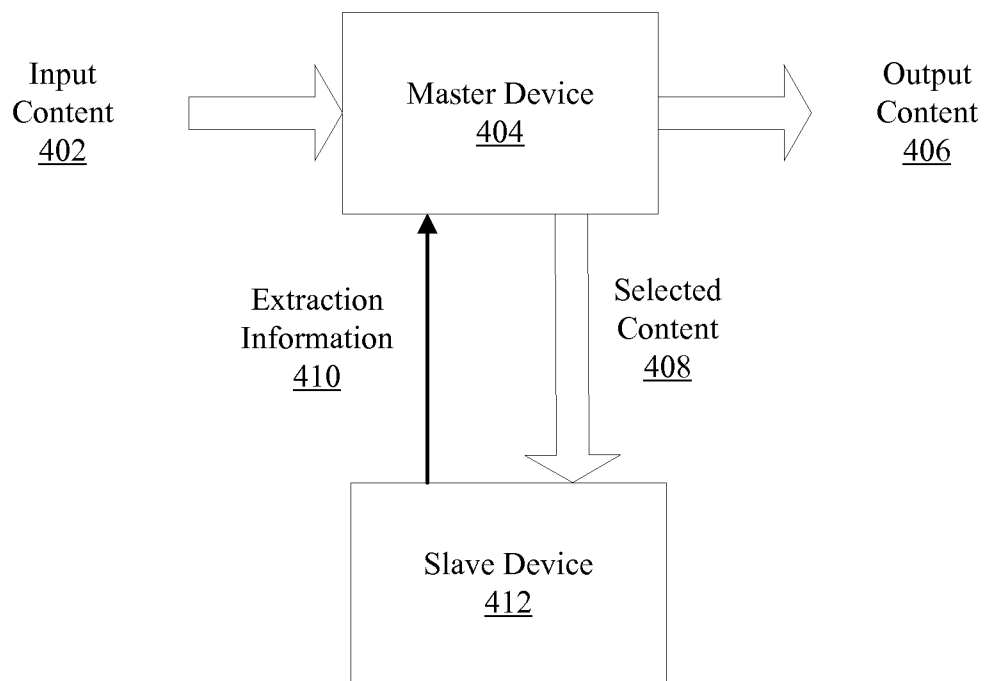 Input
Content
402
Master Device
404
Output
Content
406
Extraction
Information
410
Selected
Content
408
Slave Device
412